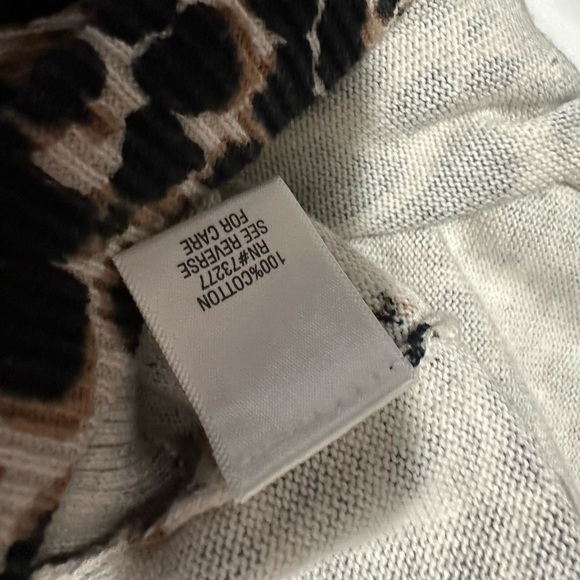 100%COTTON
RN#73277
SEE REVERSE
FOR CARE